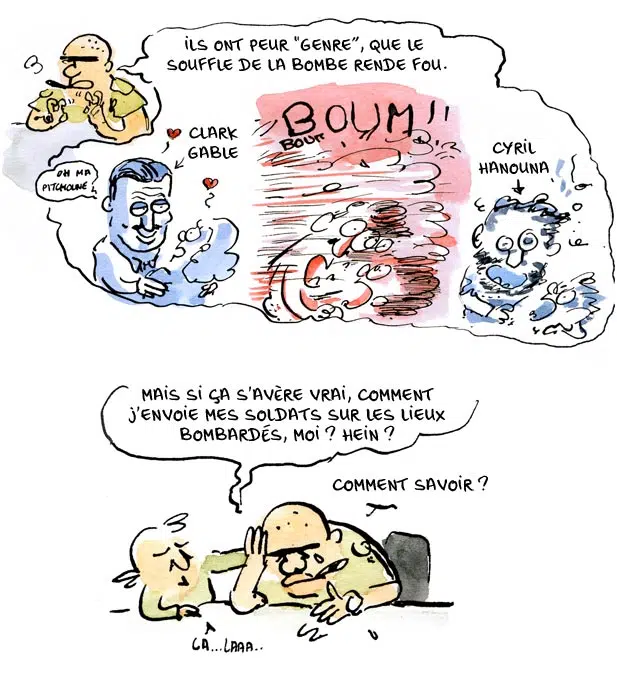 ILS ONT PEUR "GENRE", QUE LE
SOUFFLE DE LA BOMBE RENDE FOU.
OH MA
PITCHOUNE
CLARK
GABLE
BOUM!!
BOUM
CYRIL
HANOUNA
MAIS SI ÇA S'AVÈRE VRAI, COMMENT
J'ENVOIE MES SOLDATS SUR LES LIEUX
BOMBARDÉS, MOI ? HEIN ?
COMMENT SAVOIR ?
LA...LAAA..